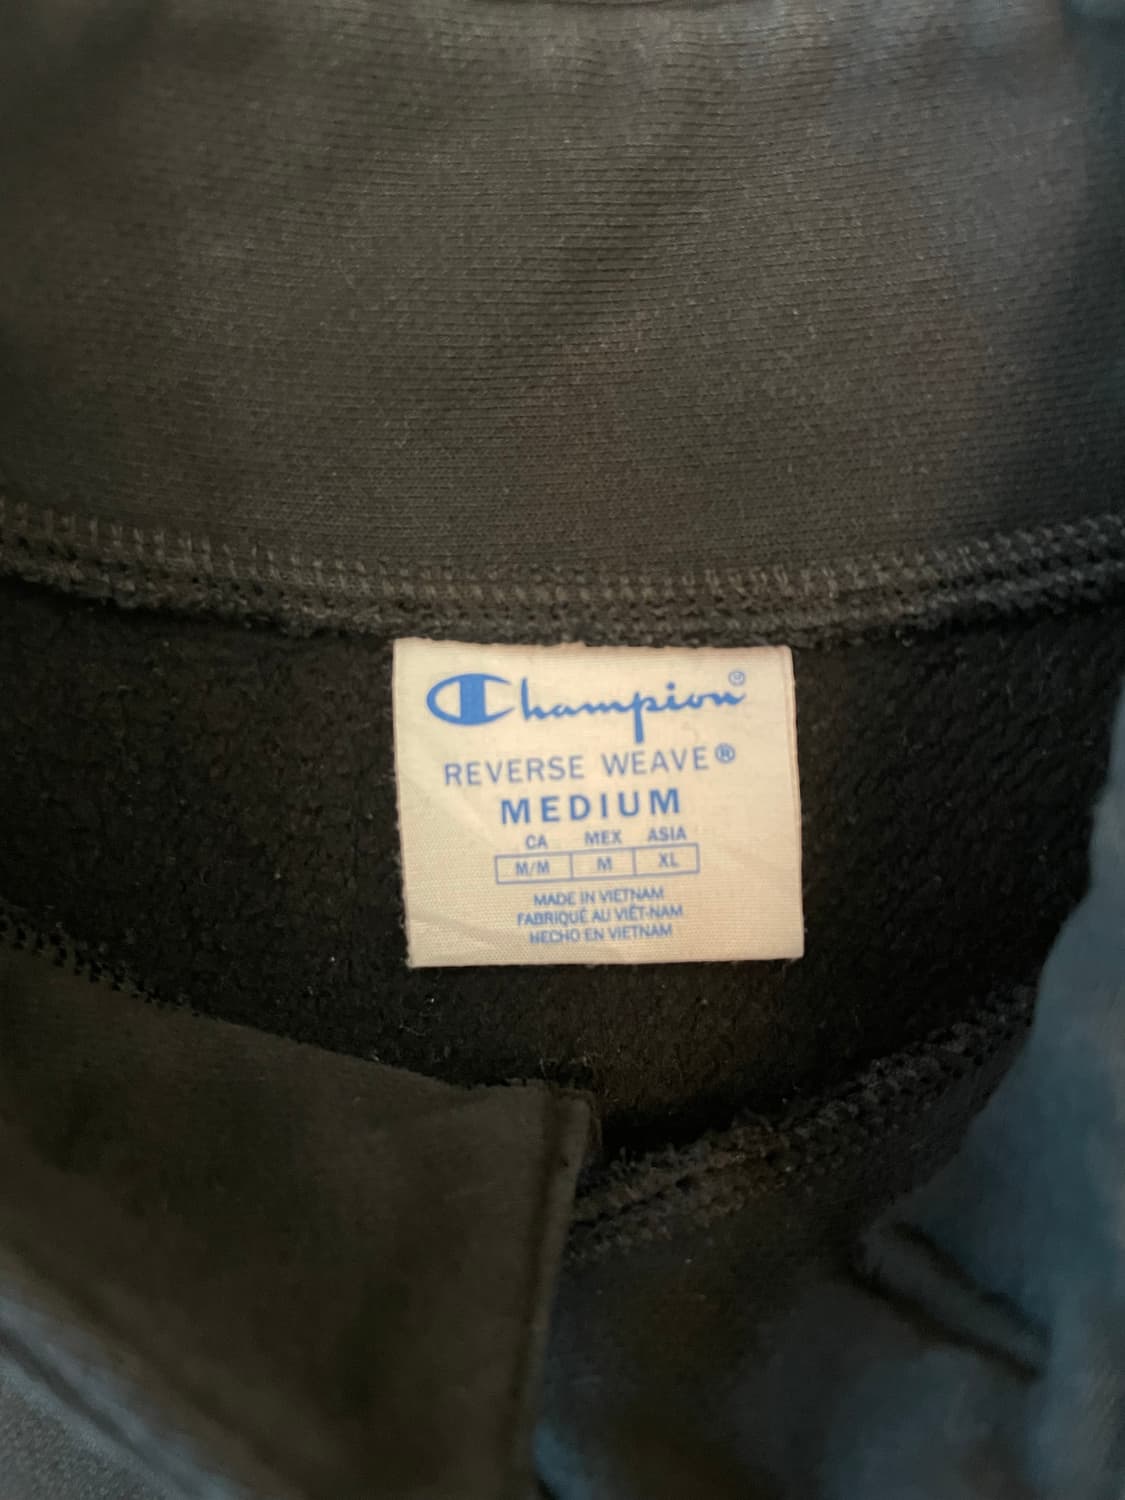 Champion®
REVERSE WEAVE®
MEDIUM
CA MEX ASIA
M/M M XL
MADE IN VIETNAM
FABRIQUÉ AU VIÊT-NAM
HECHO EN VIETNAM